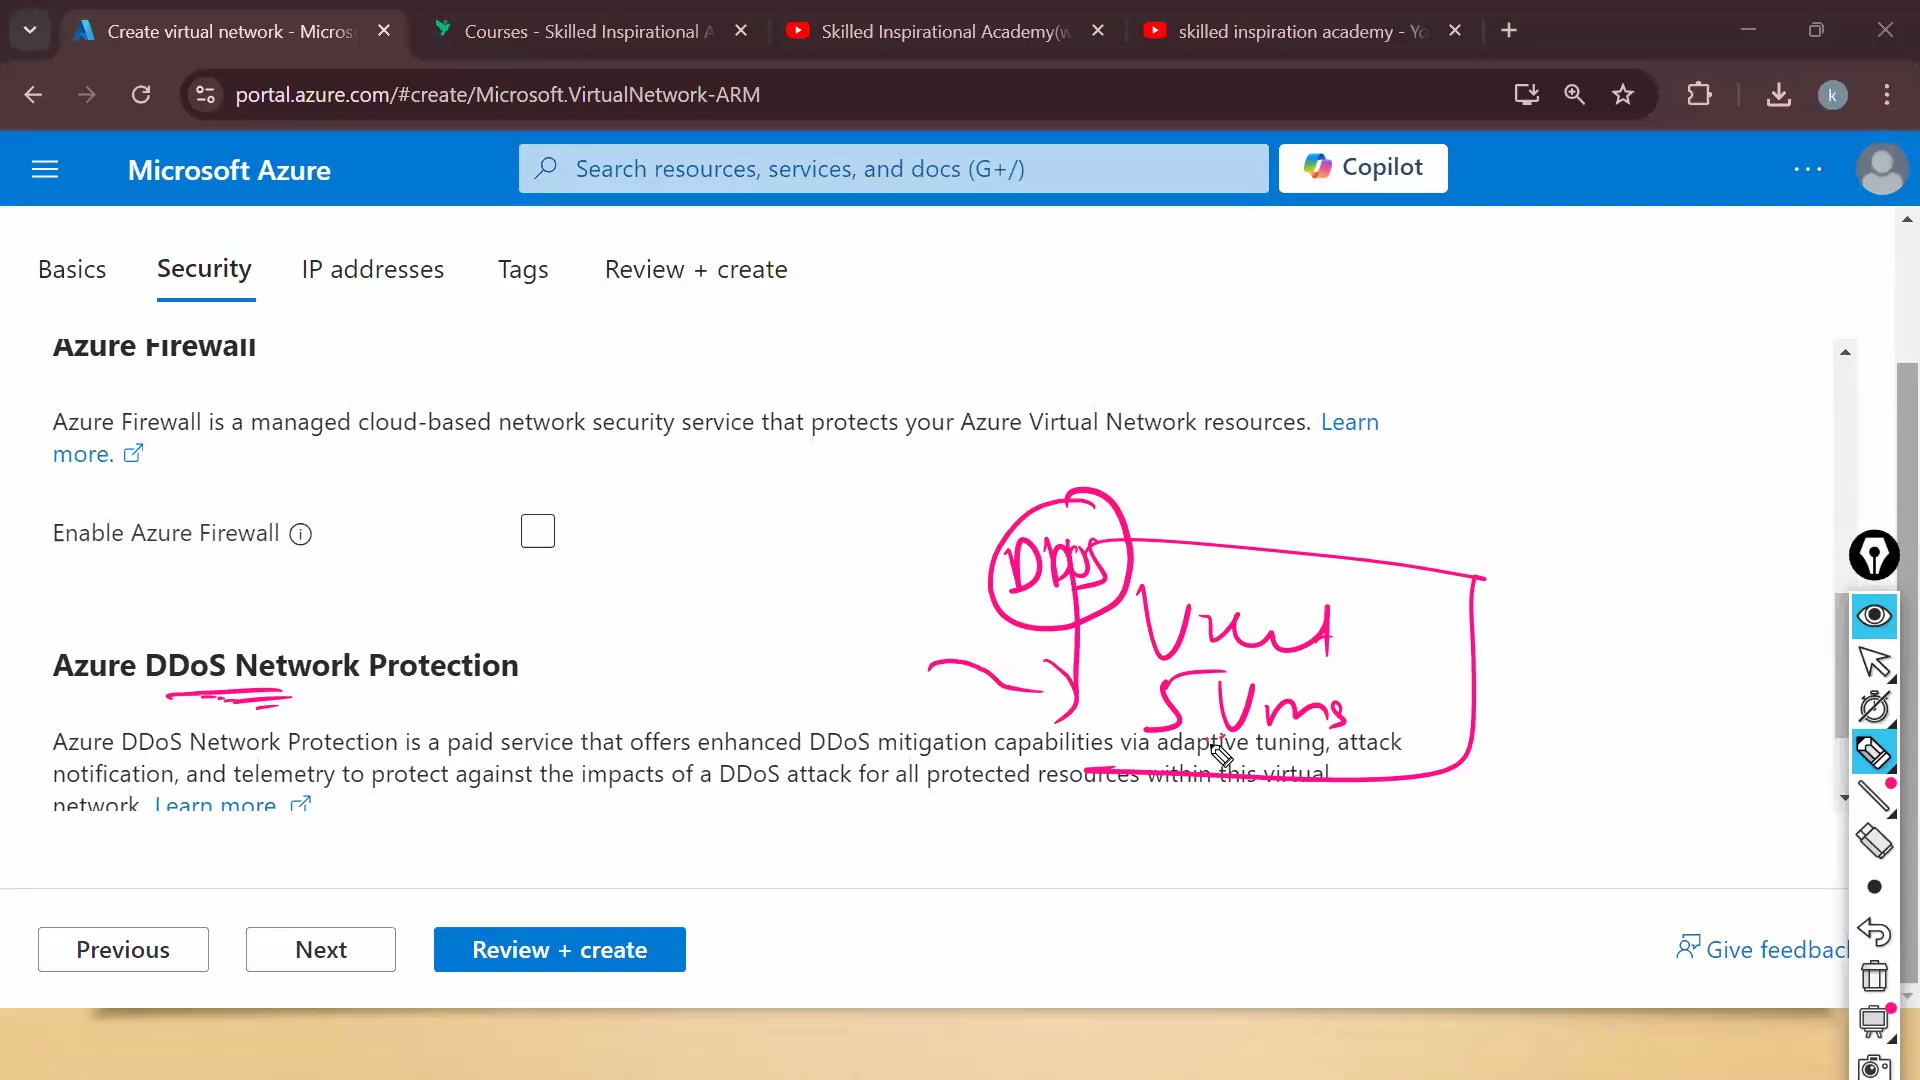 Create virtual network - Micros
Courses - Skilled Inspirational A
Skilled Inspirational Academy(w
skilled inspiration academy - Yo
portal.azure.com/#create/Microsoft.VirtualNetwork-ARM
k
Microsoft Azure
Search resources, services, and docs (G+/)
Copilot
Basics
Security
IP addresses
Tags
Review + create
Azure Firewall
Azure Firewall is a managed cloud-based network security service that protects your Azure Virtual Network resources. Learn
more.
Enable Azure Firewall
DDoS
Vnet
5 Vms
Azure DDoS Network Protection
Azure DDoS Network Protection is a paid service that offers enhanced DDoS mitigation capabilities via adaptive tuning, attack
notification, and telemetry to protect against the impacts of a DDoS attack for all protected resources within this virtual
network. Learn more
Previous
Next
Review + create
Give feedbac